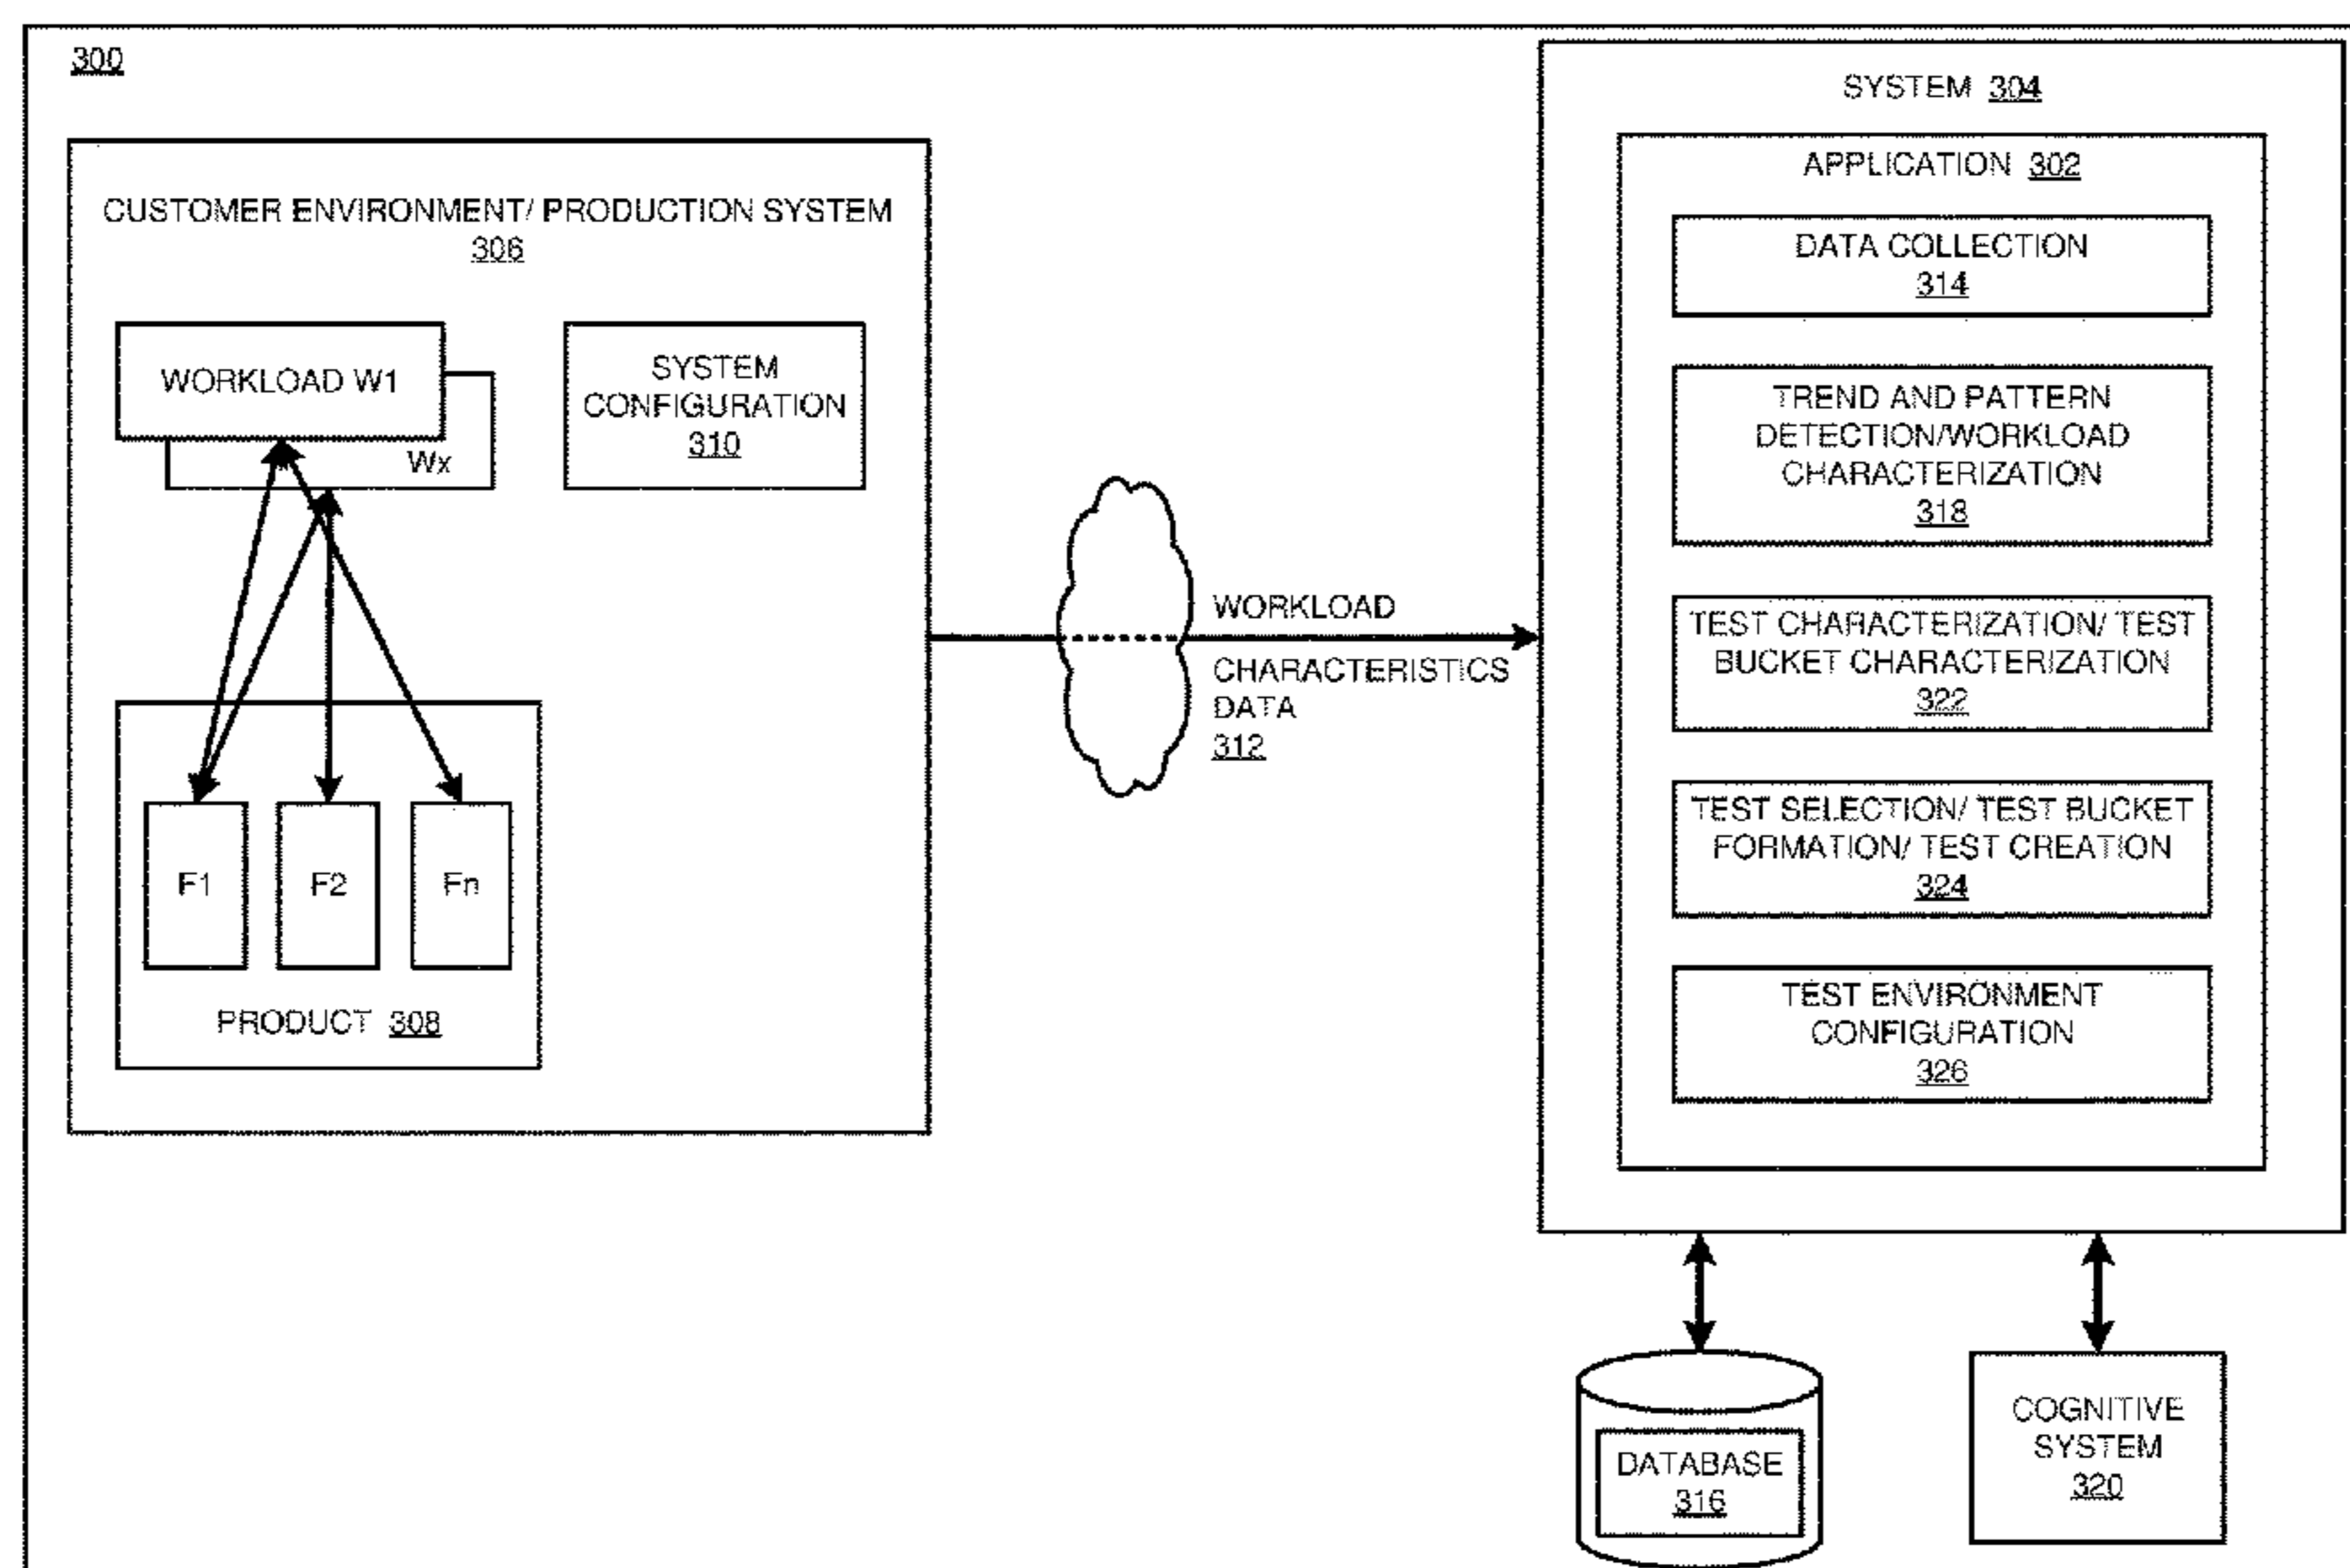 300
CUSTOMER ENVIRONMENT/ PRODUCTION SYSTEM
306
WORKLOAD W1
Wx
SYSTEM
CONFIGURATION
310
F1
F2
Fn
PRODUCT 308
WORKLOAD
CHARACTERISTICS
DATA
312
SYSTEM 304
APPLICATION 302
DATA COLLECTION
314
TREND AND PATTERN
DETECTION/WORKLOAD
CHARACTERIZATION
318
TEST CHARACTERIZATION/ TEST
BUCKET CHARACTERIZATION
322
TEST SELECTION/ TEST BUCKET
FORMATION/ TEST CREATION
324
TEST ENVIRONMENT
CONFIGURATION
326
DATABASE
316
COGNITIVE
SYSTEM
320